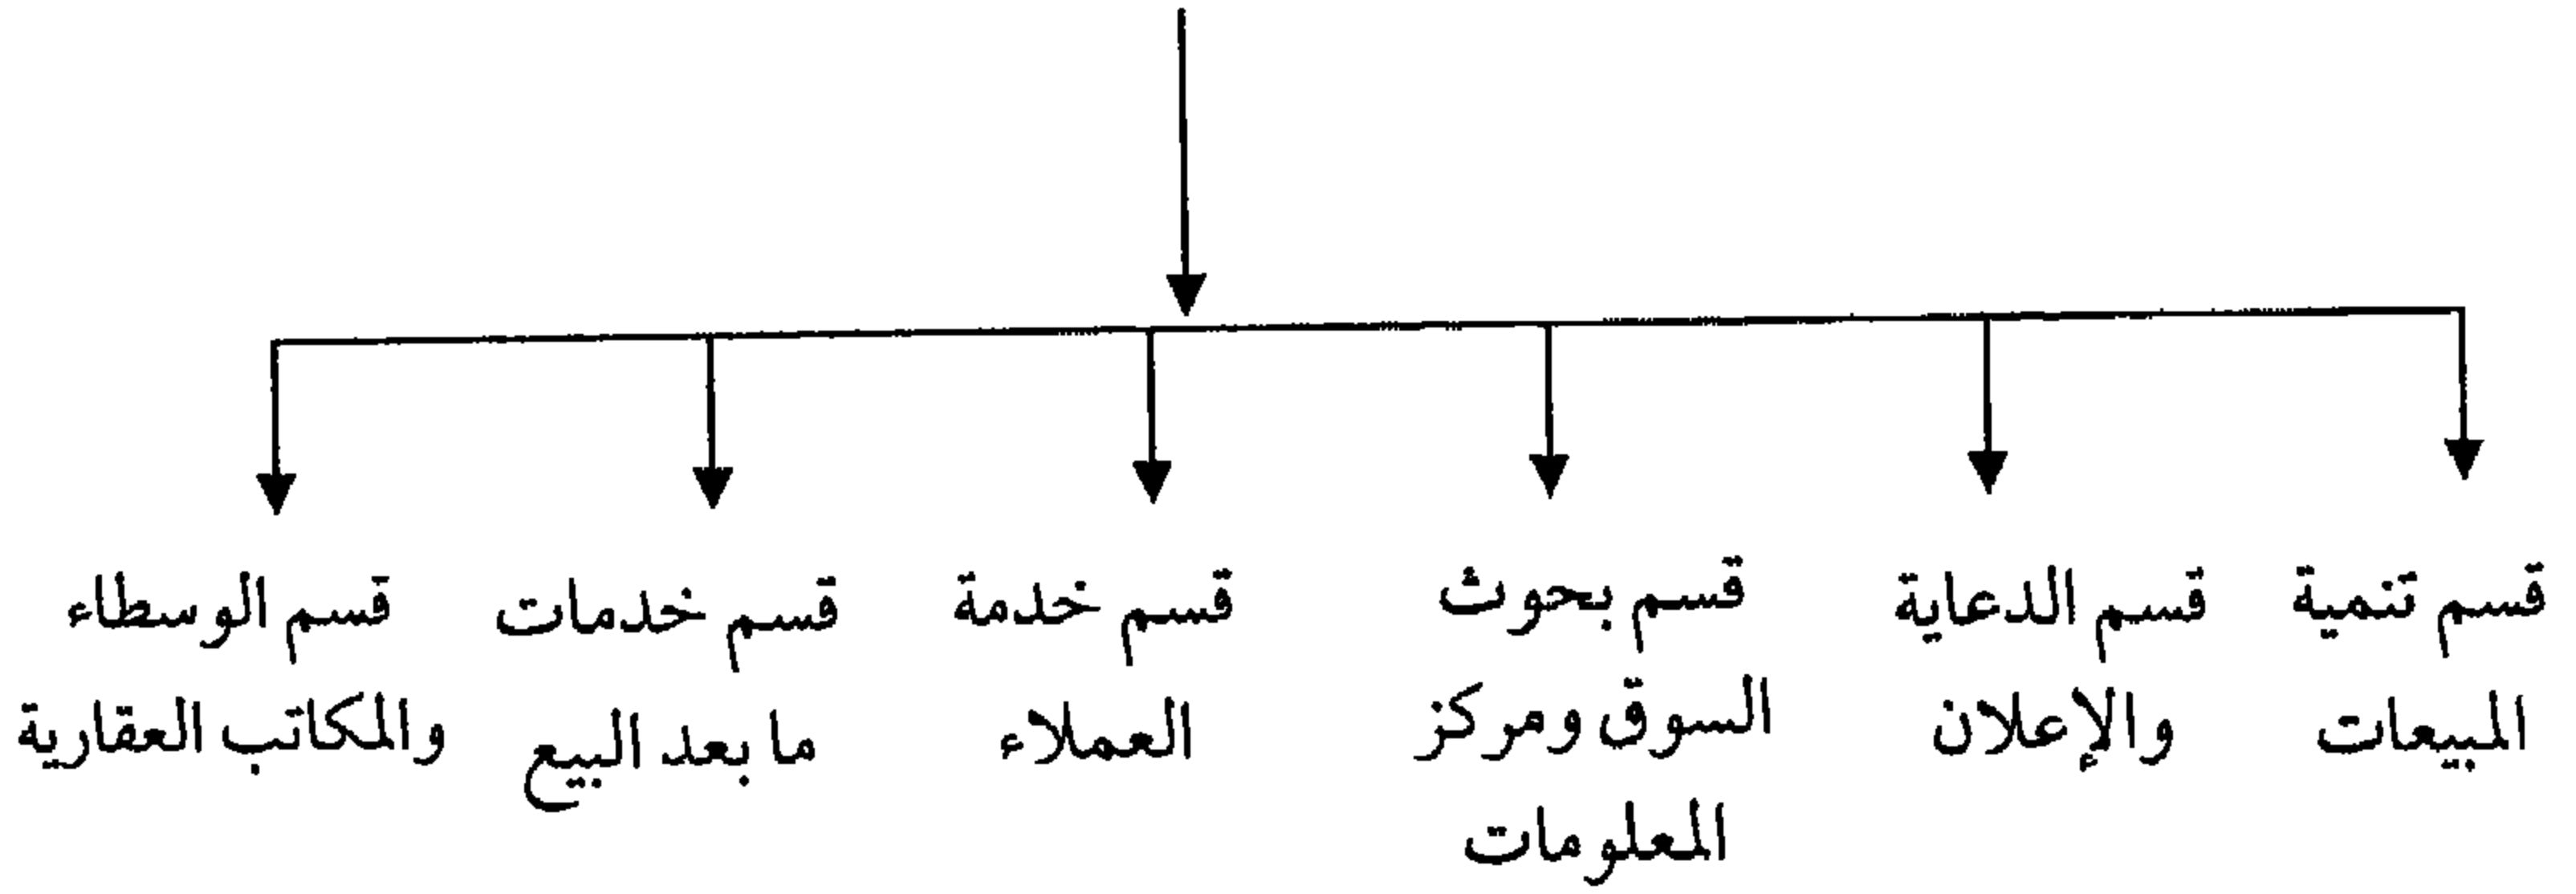 قسم تنمية
المبيعات
قسم الدعاية
والإعلان
قسم بحوث
السوق ومركز
المعلومات
قسم خدمة
العملاء
قسم خدمات
ما بعد البيع
قسم الوسطاء
والمكاتب العقارية